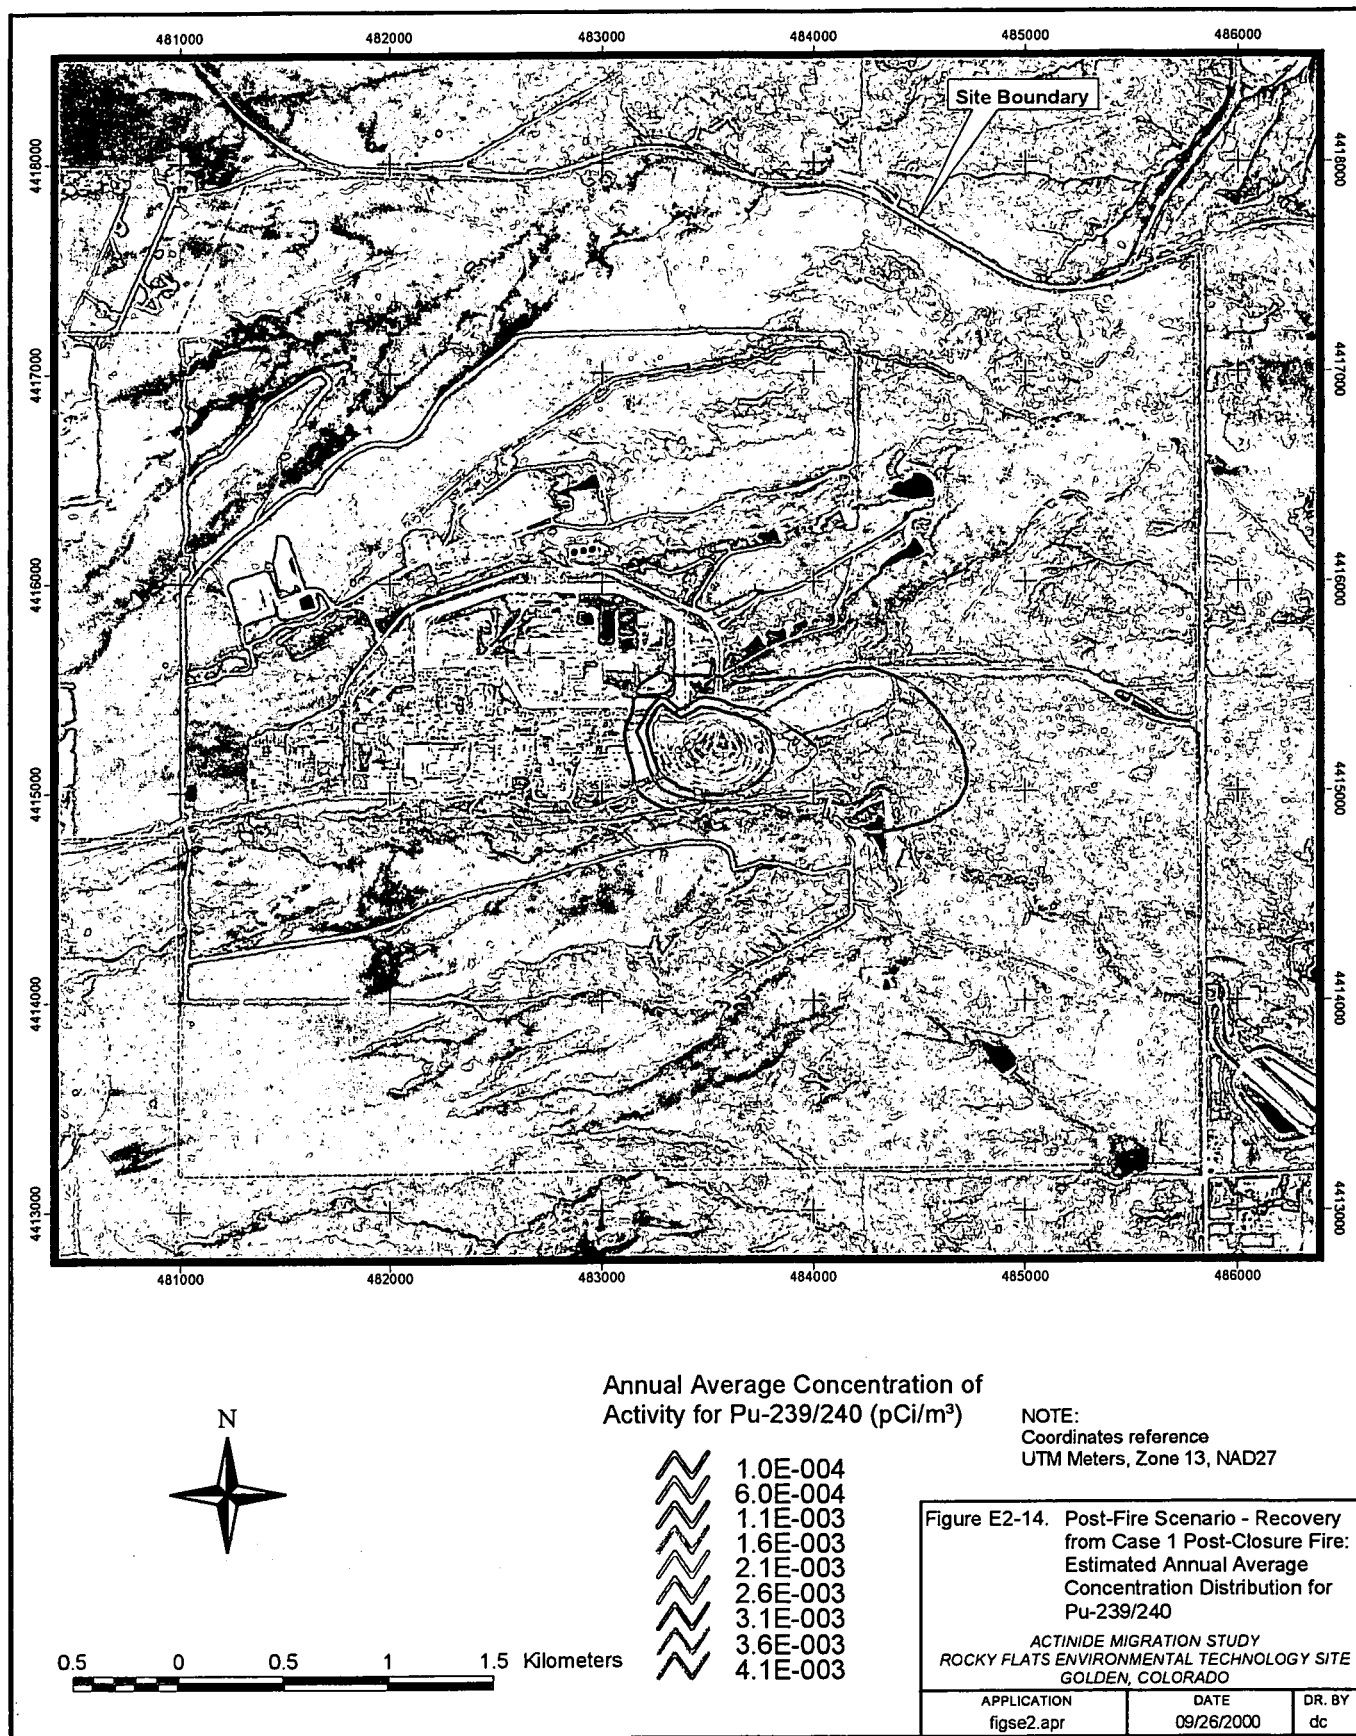 481000 482000 483000 484000 485000 486000
Site Boundary
4418000 4418000
4417000 4417000
4416000 4416000
4415000 4415000
4414000 4414000
4413000 4413000
481000 482000 483000 484000 485000 486000
Annual Average Concentration of
Activity for Pu-239/240 (pCi/m³)
1.0E-004
6.0E-004
1.1E-003
1.6E-003
2.1E-003
2.6E-003
3.1E-003
3.6E-003
4.1E-003
N
NOTE:
Coordinates reference
UTM Meters, Zone 13, NAD27
0.5 0 0.5 1 1.5 Kilometers
Figure E2-14. Post-Fire Scenario - Recovery
from Case 1 Post-Closure Fire:
Estimated Annual Average
Concentration Distribution for
Pu-239/240
ACTINIDE MIGRATION STUDY
ROCKY FLATS ENVIRONMENTAL TECHNOLOGY SITE
GOLDEN, COLORADO
APPLICATION DATE DR. BY
figse2.apr 09/26/2000 dc